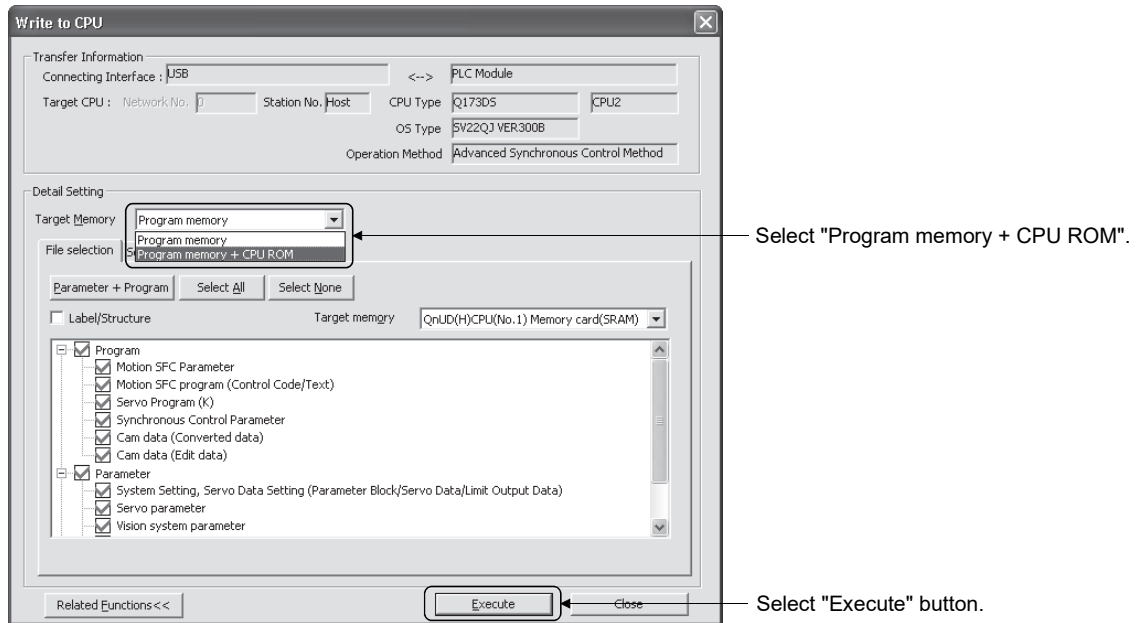 Write to CPU
Transfer Information
Connecting Interface : USB <--> PLC Module
Target CPU : Network No. 0 Station No. Host CPU Type Q173DS CPU2
OS Type SV22QJ VER300B
Operation Method Advanced Synchronous Control Method
Detail Setting
Target Memory Program memory
Program memory
Program memory + CPU ROM
Select "Program memory + CPU ROM".
File selection
Parameter + Program Select All Select None
Label/Structure Target memory QnUD(H)CPU(No.1) Memory card(SRAM)
Program
Motion SFC Parameter
Motion SFC program (Control Code/Text)
Servo Program (K)
Synchronous Control Parameter
Cam data (Converted data)
Cam data (Edit data)
Parameter
System Setting, Servo Data Setting (Parameter Block/Servo Data/Limit Output Data)
Servo parameter
Vision system parameter
Related Functions<< Execute Close
Select "Execute" button.